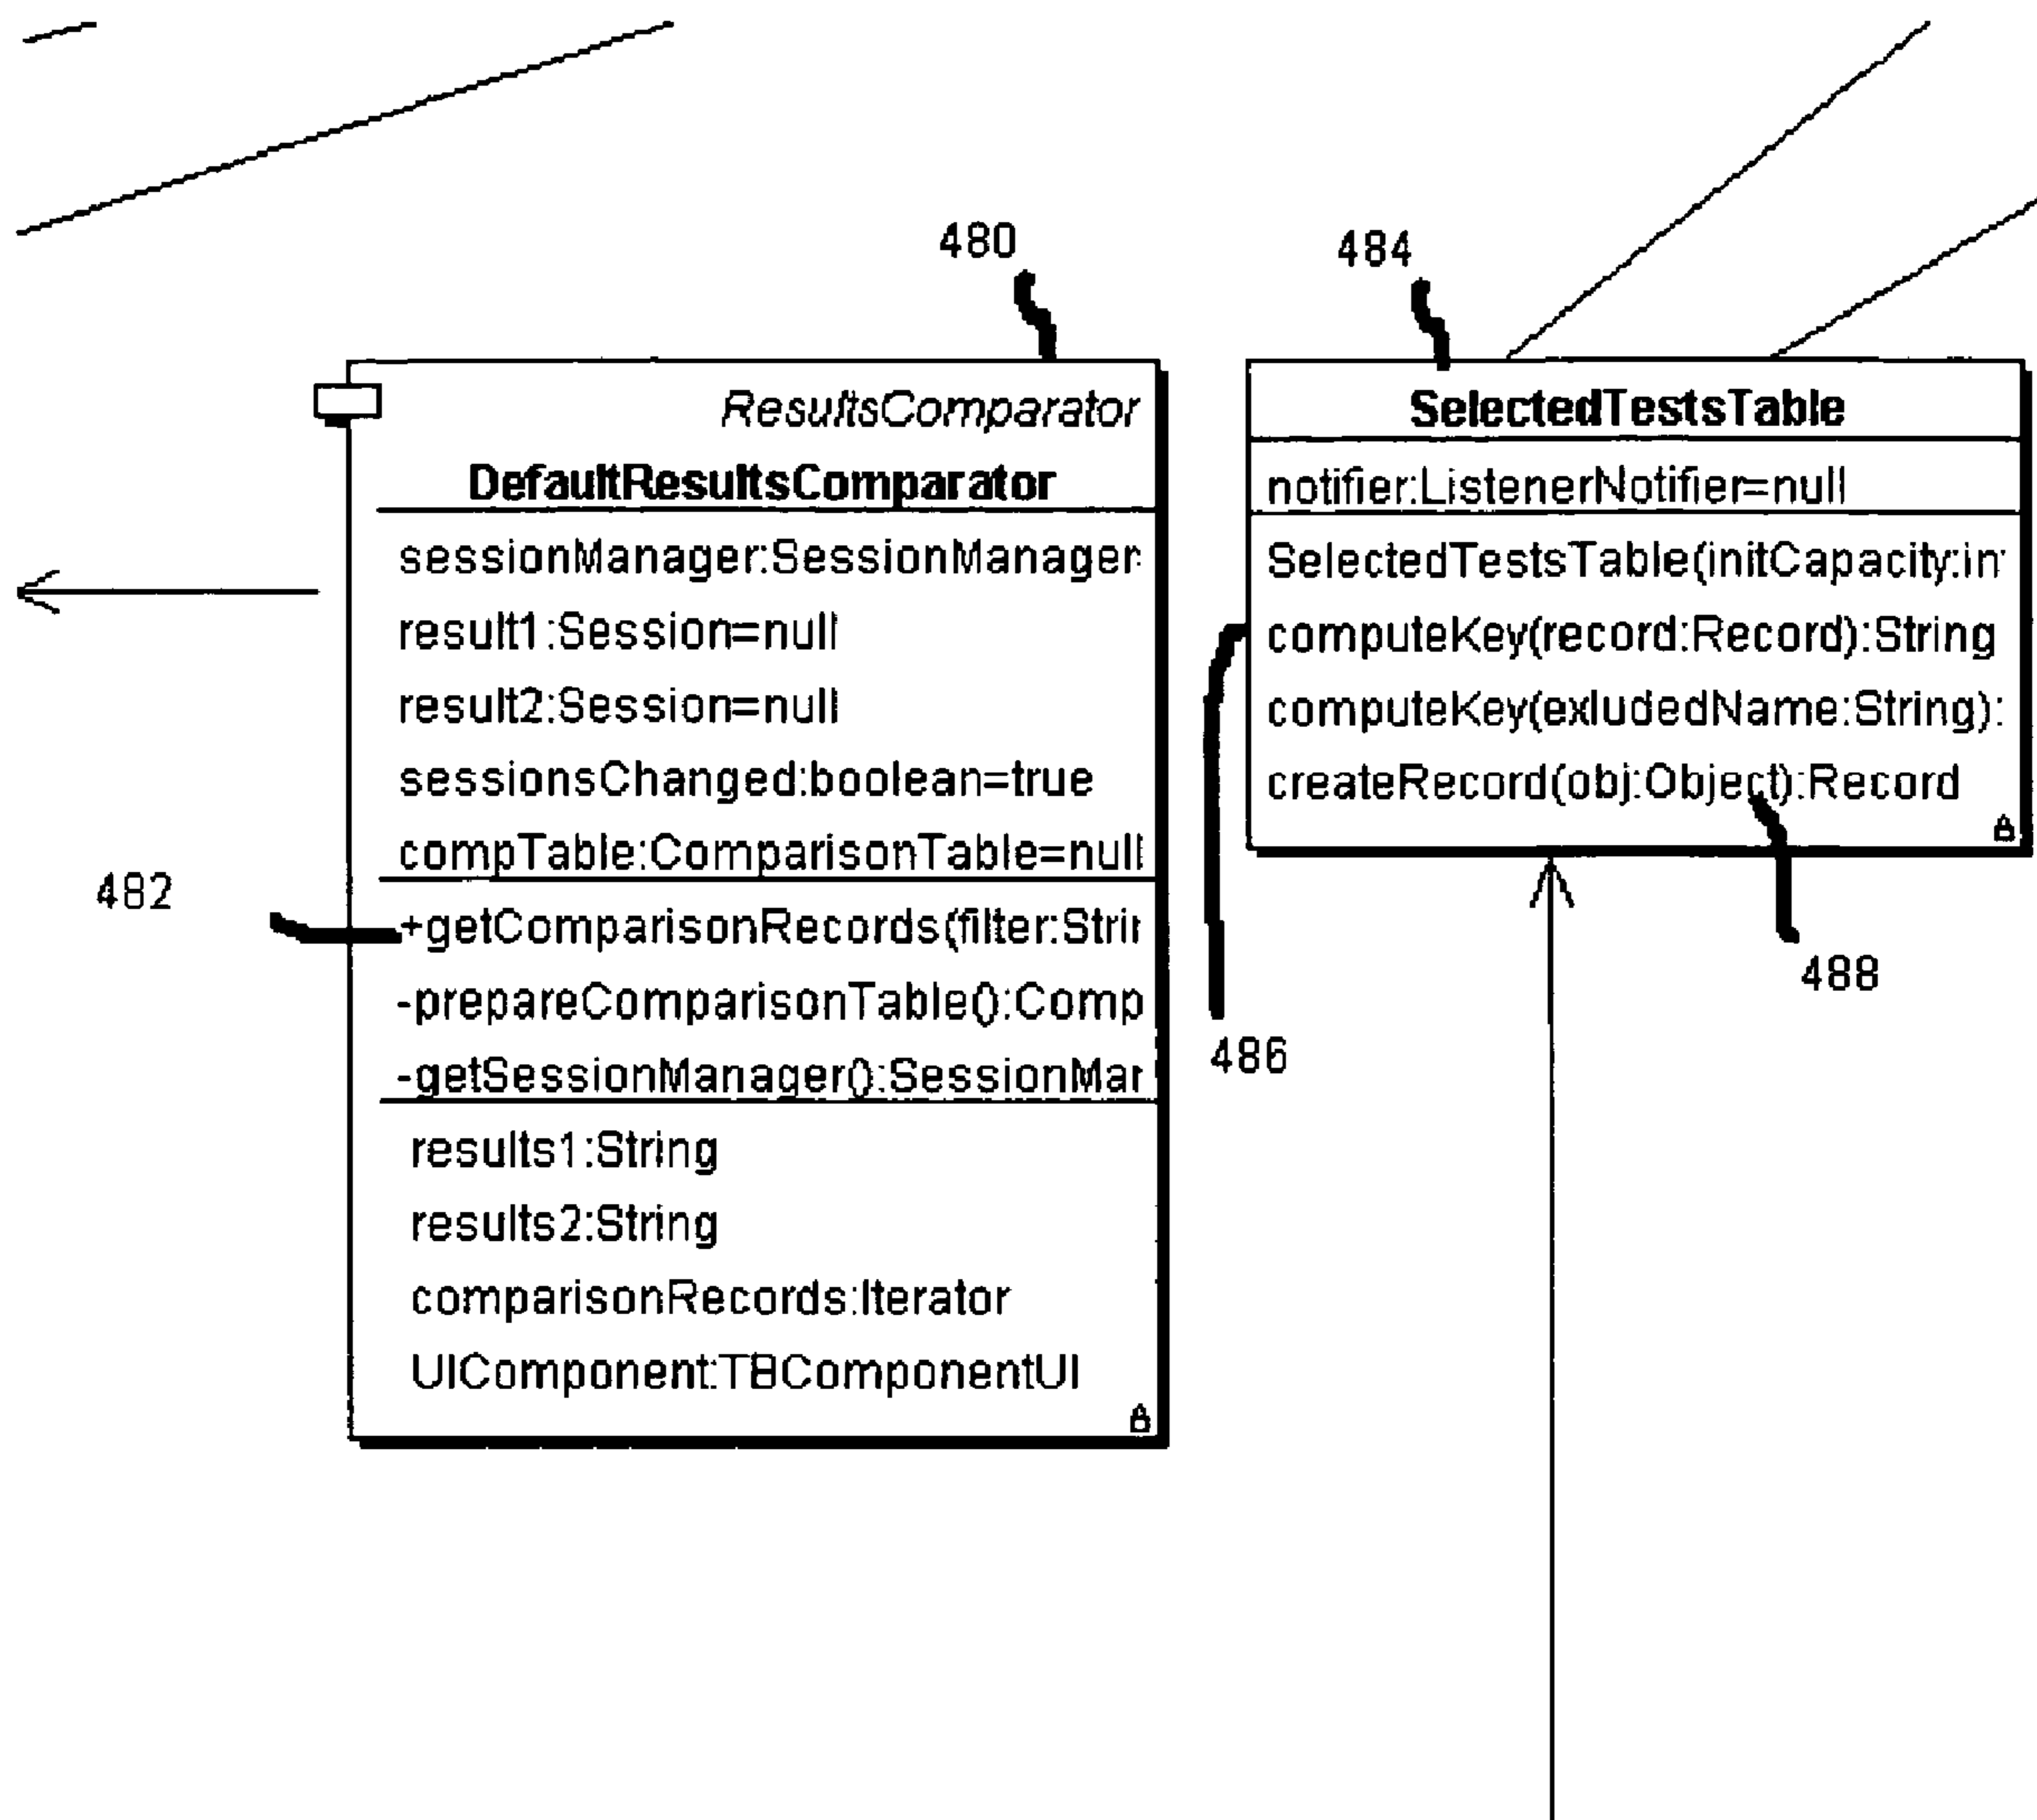 480
484
ResultsComparator
DefaultResultsComparator
sessionManager:SessionManager
result1:Session=null
result2:Session=null
sessionsChanged:boolean=true
compTable:ComparisonTable=null
482
+getComparisonRecords(filter:Strin
-prepareComparisonTable():Comp
-getSessionManager():SessionMan
results1:String
results2:String
comparisonRecords:Iterator
UIComponent:TBComponentUI
SelectedTestsTable
notifier:ListenerNotifier=null
SelectedTestsTable(initCapacity:int
computeKey(record:Record):String
computeKey(exludedName:String):
createRecord(obj:Object):Record
486
488